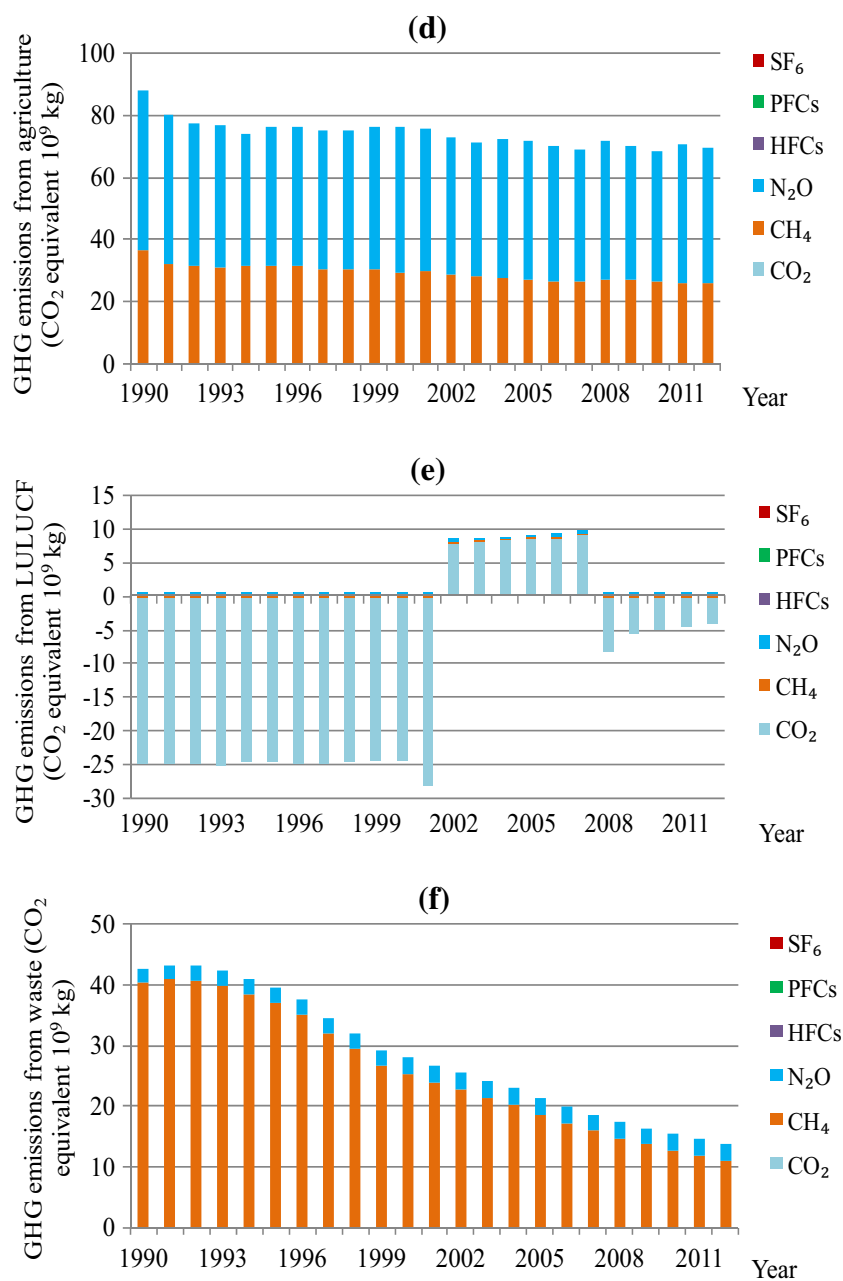 (d)
GHG emissions from agriculture
(CO₂ equivalent 10⁹ kg)
100
80
60
40
20
0
1990 1993 1996 1999 2002 2005 2008 2011
Year
SF₆
PFCs
HFCs
N₂O
CH₄
CO₂
(e)
GHG emissions from LULUCF
(CO₂ equivalent 10⁹ kg)
15
10
5
0
-5
-10
-15
-20
-25
-30
1990 1993 1996 1999 2002 2005 2008 2011
Year
SF₆
PFCs
HFCs
N₂O
CH₄
CO₂
(f)
GHG emissions from waste (CO₂
equivalent 10⁹ kg)
50
40
30
20
10
0
1990 1993 1996 1999 2002 2005 2008 2011
Year
SF₆
PFCs
HFCs
N₂O
CH₄
CO₂